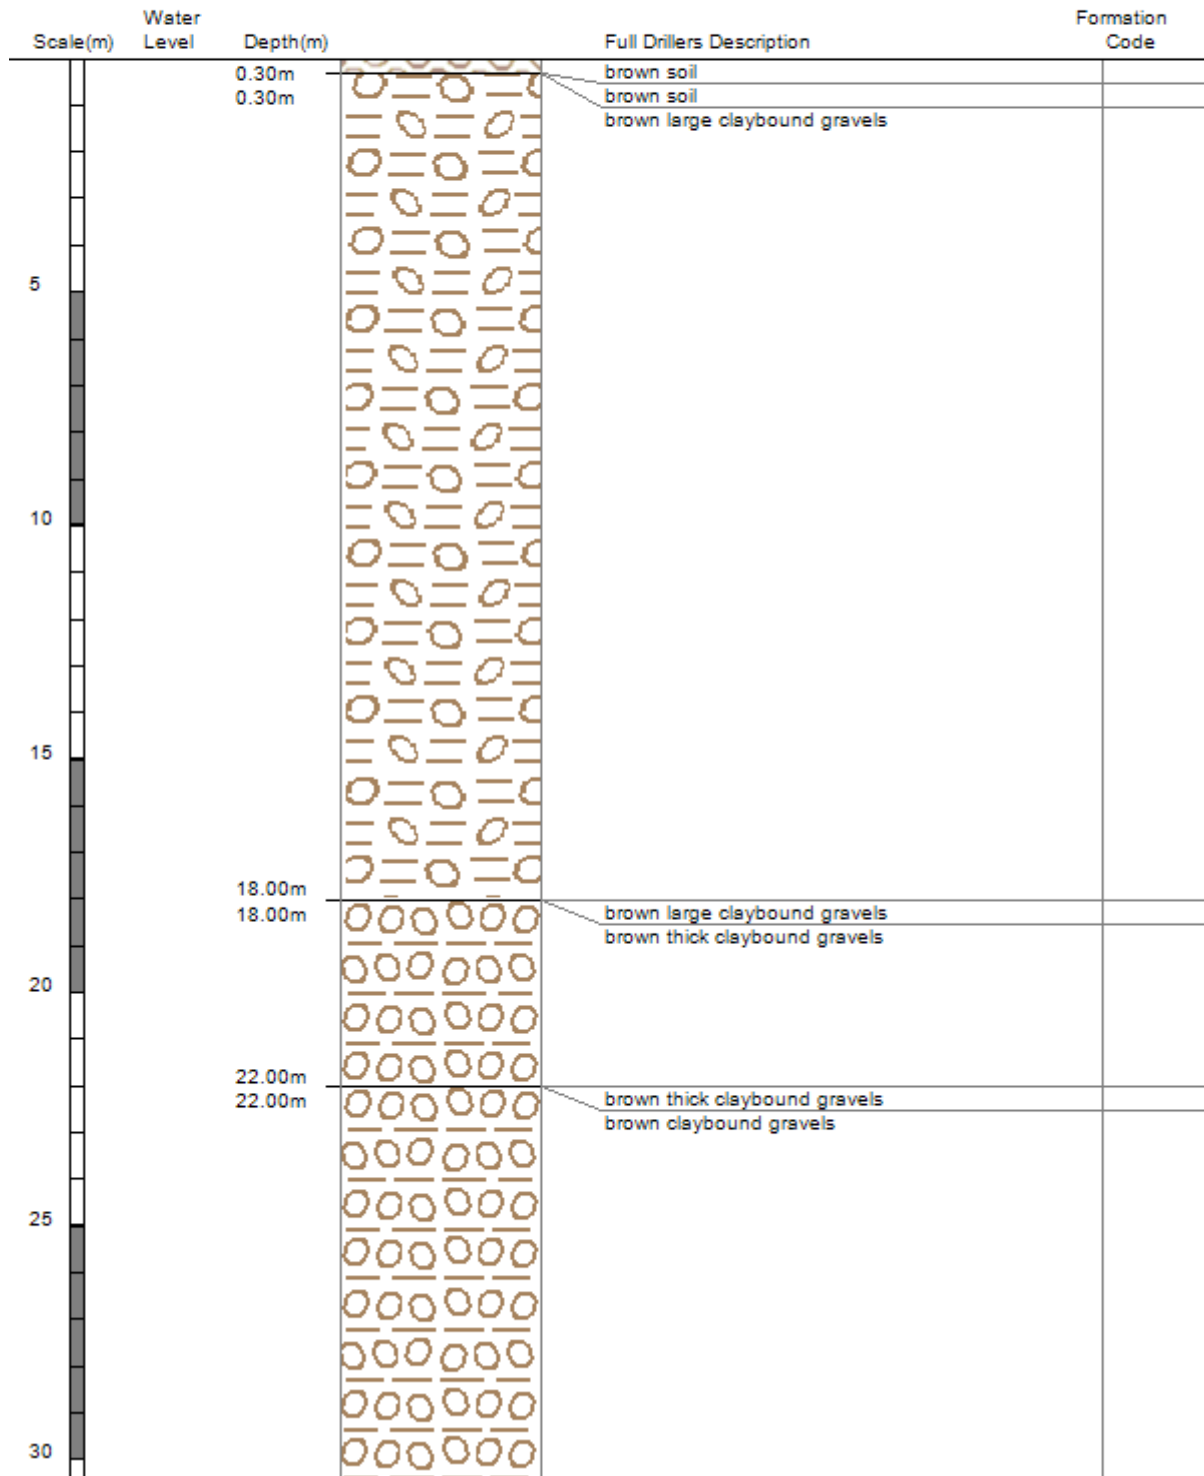 Water
Formation
Scale(m) Level Depth(m) Full Drillers Description Code
0.30m brown soil
0.30m brown soil
brown large claybound gravels
5
10
15
18.00m
18.00m brown large claybound gravels
brown thick claybound gravels
20
22.00m
22.00m brown thick claybound gravels
brown claybound gravels
25
30